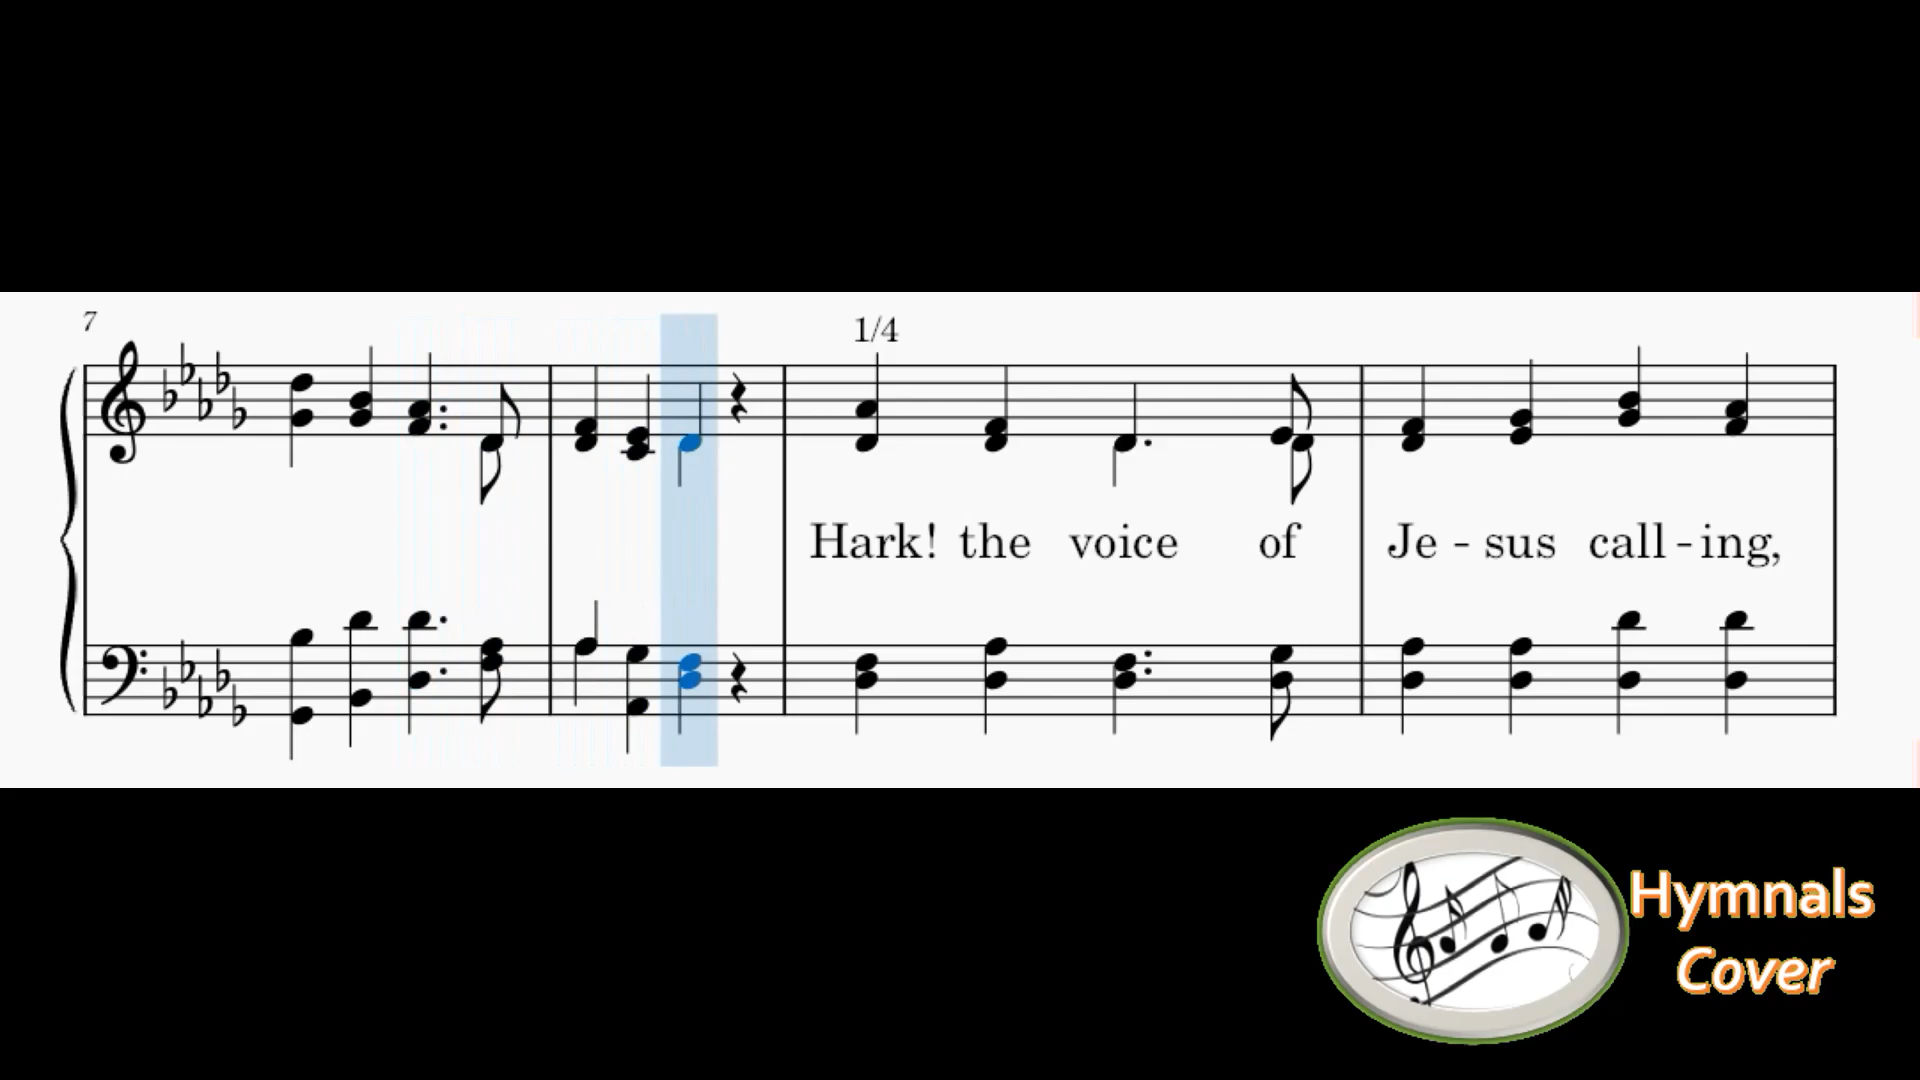 7
1/4
Hark! the voice of Je - sus call - ing,
Hymnals
Cover